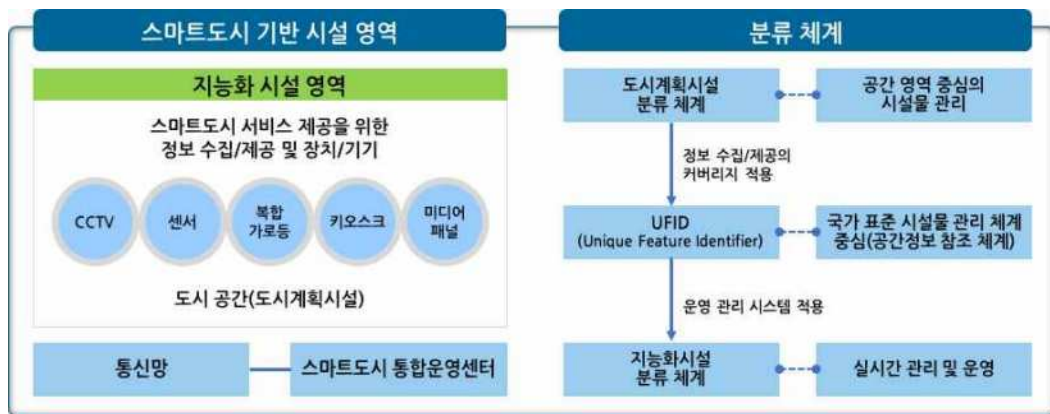 스마트도시 기반 시설 영역
지능화 시설 영역
스마트도시 서비스 제공을 위한
정보 수집/제공 및 장치/기기
CCTV
센서
복합
가로등
키오스크
미디어
패널
도시 공간(도시계획시설)
통신망
스마트도시 통합운영센터
분류 체계
도시계획시설
분류 체계
공간 영역 중심의
시설물 관리
정보 수집/제공의
커버리지 적용
UFID
(Unique Feature Identifier)
국가 표준 시설물 관리 체계
중심(공간정보 참조 체계)
운영 관리 시스템 적용
지능화시설
분류 체계
실시간 관리 및 운영